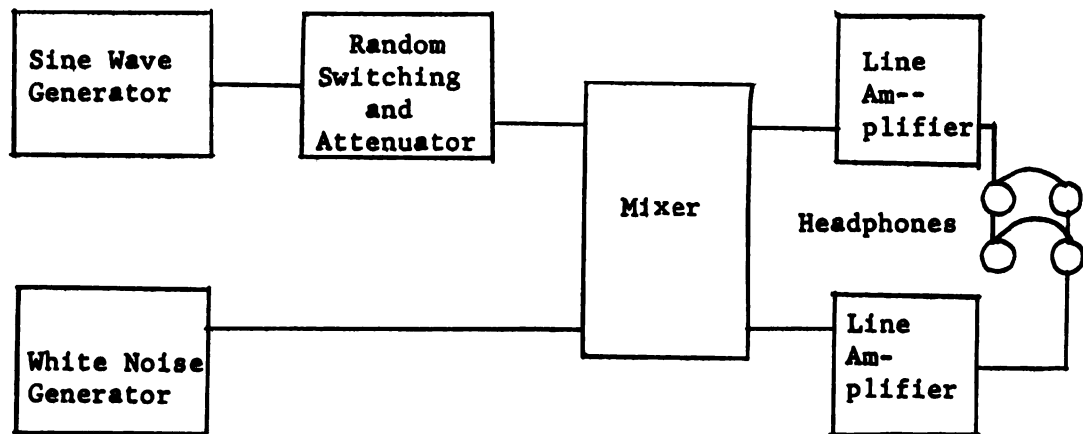 Sine Wave
Generator
Random
Switching
and
Attenuator
Line
Am--
plifier
Mixer
Headphones
White Noise
Generator
Line
Am-
plifier